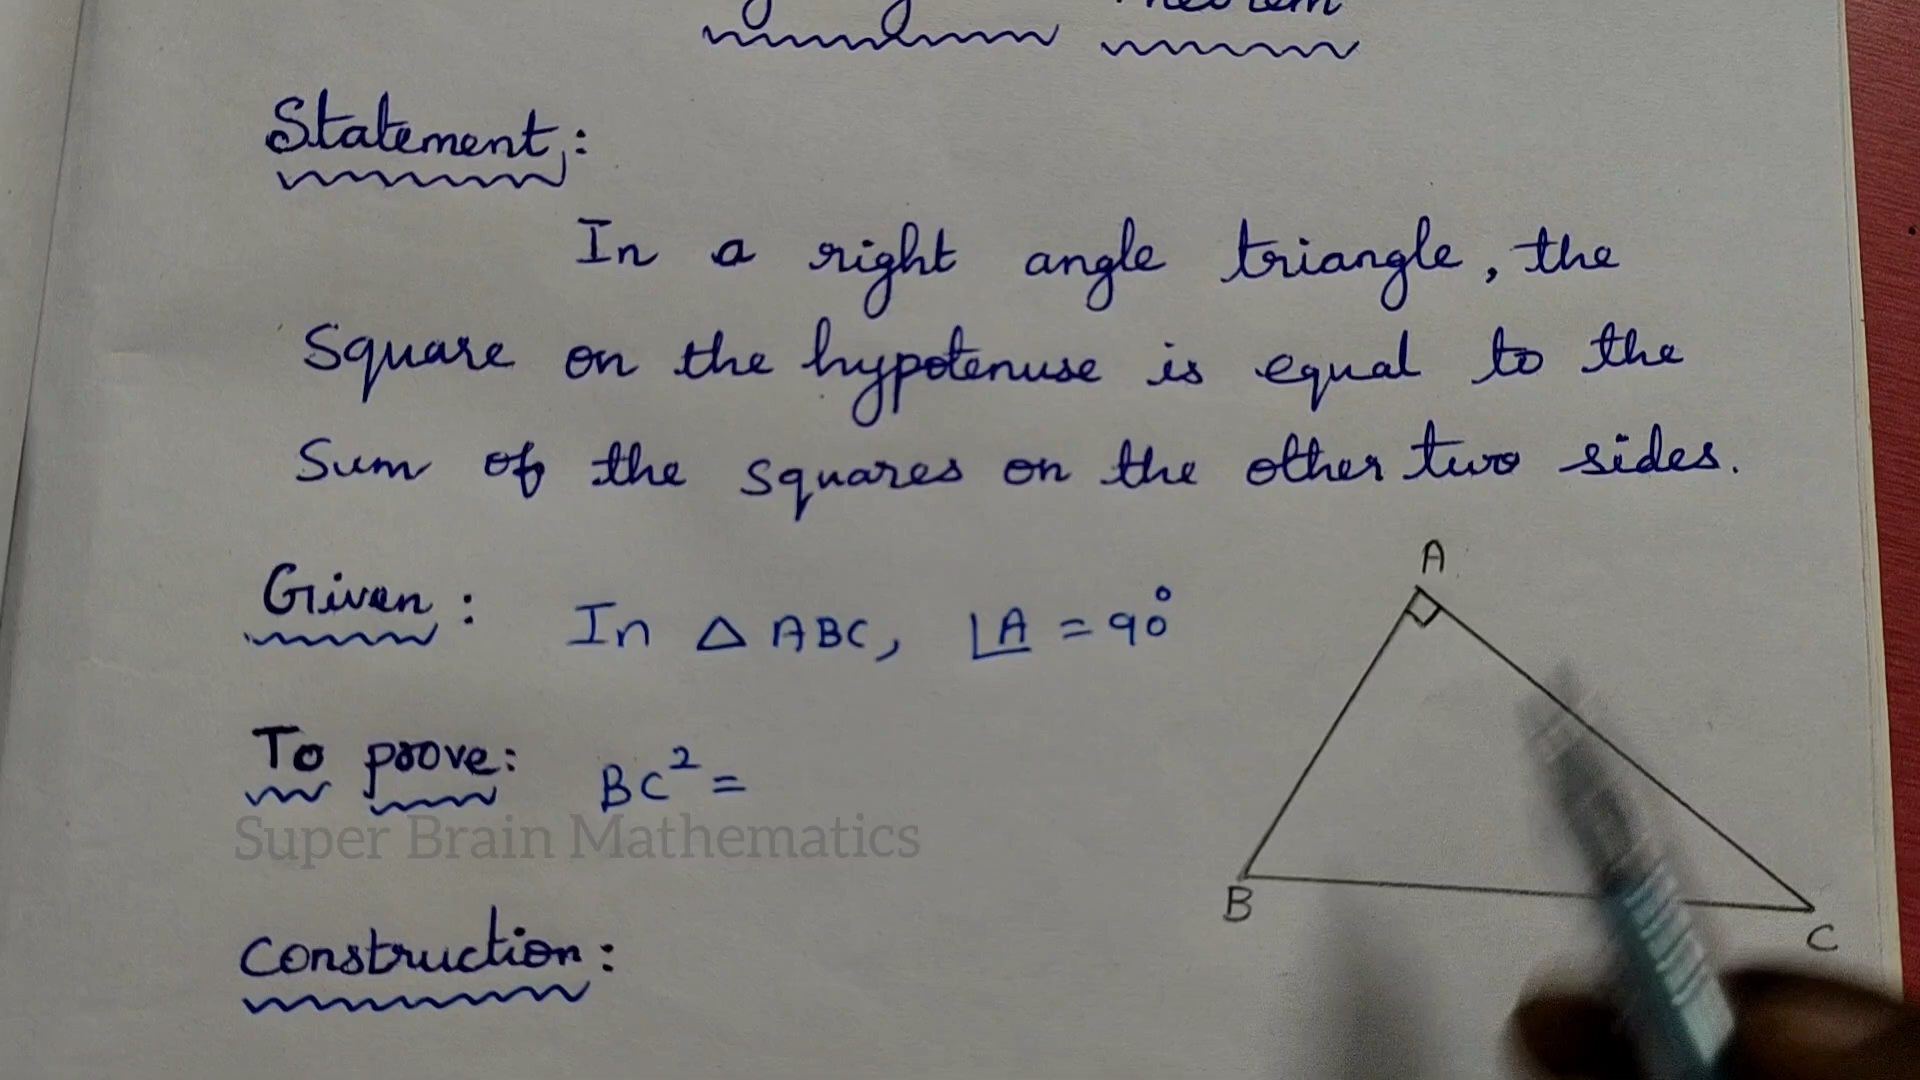 Theorem
Statement:
In a right angle triangle, the
Square on the hypotenuse is equal to the
Sum of the squares on the other two sides.
A
Given: In △ ABC, ∠A = 90°
To prove: BC² =
Super Brain Mathematics
B
C
Construction: